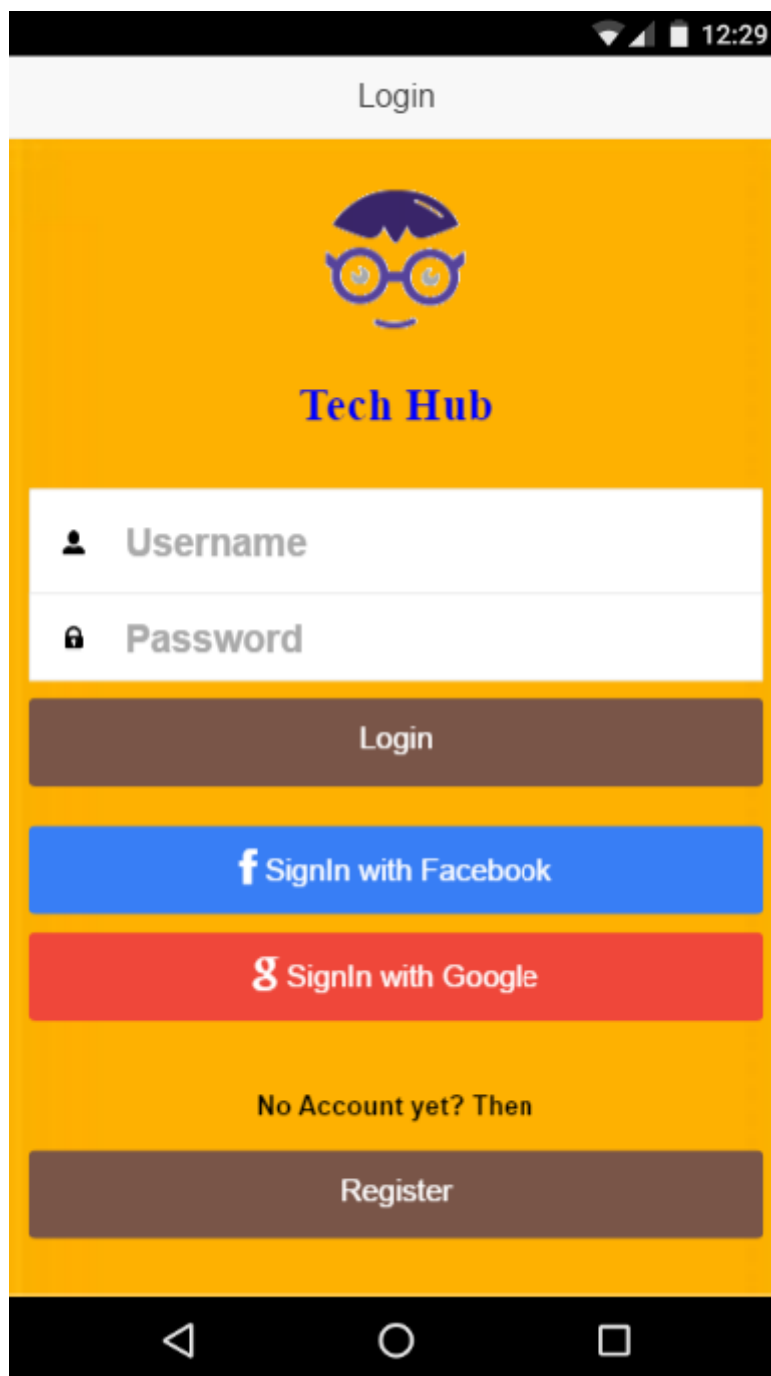 12:29
Login
Tech Hub
Username
Password
Login
f SignIn with Facebook
g SignIn with Google
No Account yet? Then
Register